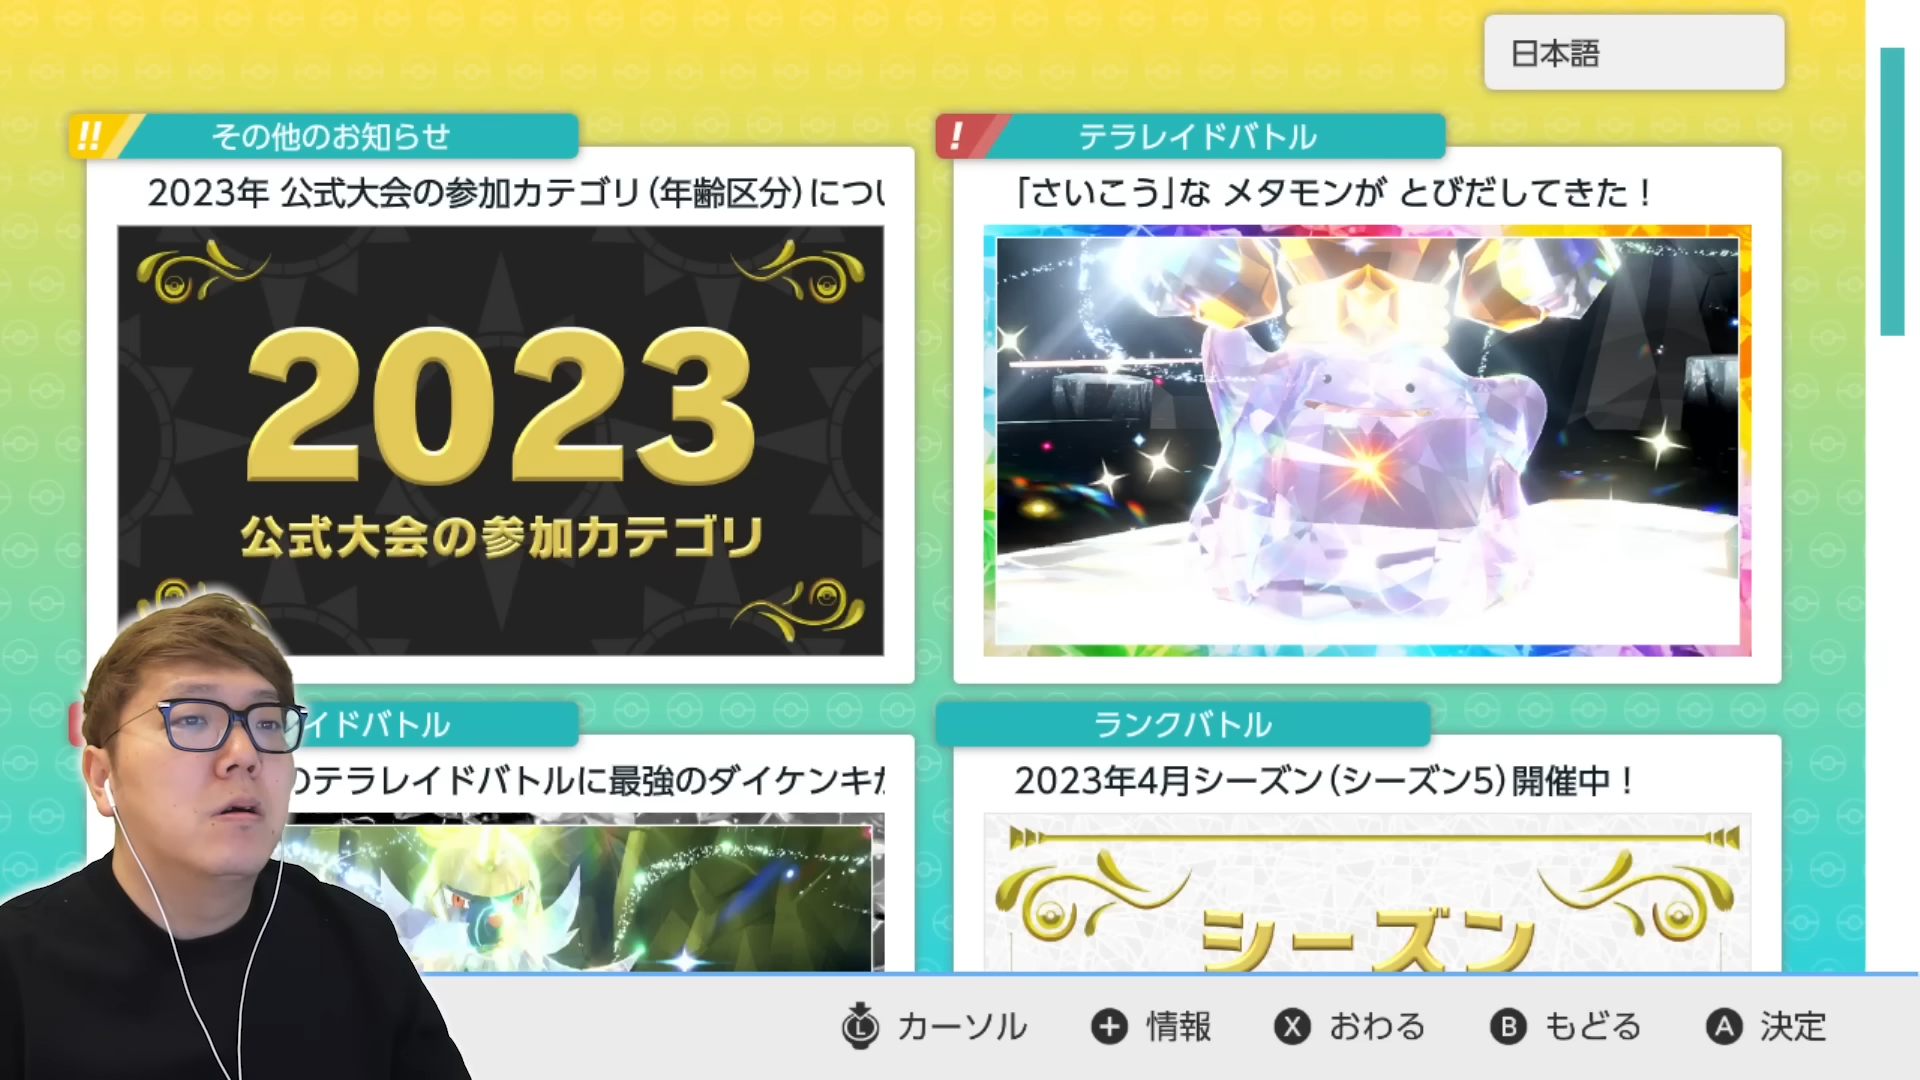 日本語
!! その他のお知らせ
2023年 公式大会の参加カテゴリ（年齢区分）につい
2023
公式大会の参加カテゴリ
! テラレイドバトル
「さいこう」な メタモンが とびだしてきた！
イドバトル
のテラレイドバトルに最強のダイケンキが
ランクバトル
2023年4月シーズン（シーズン5）開催中！
シーズン
L カーソル
+ 情報
X おわる
B もどる
A 決定